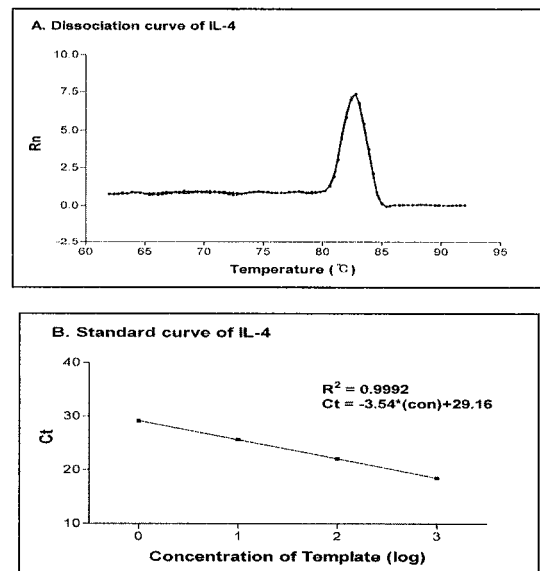 A. Dissociation curve of IL-4
10.0
7.5
5.0
2.5
0.0
-2.5
Rn
60 65 70 75 80 85 90 95
Temperature (℃)
B. Standard curve of IL-4
40
30
20
10
Ct
R² = 0.9992
Ct = -3.54*(con)+29.16
0 1 2 3
Concentration of Template (log)